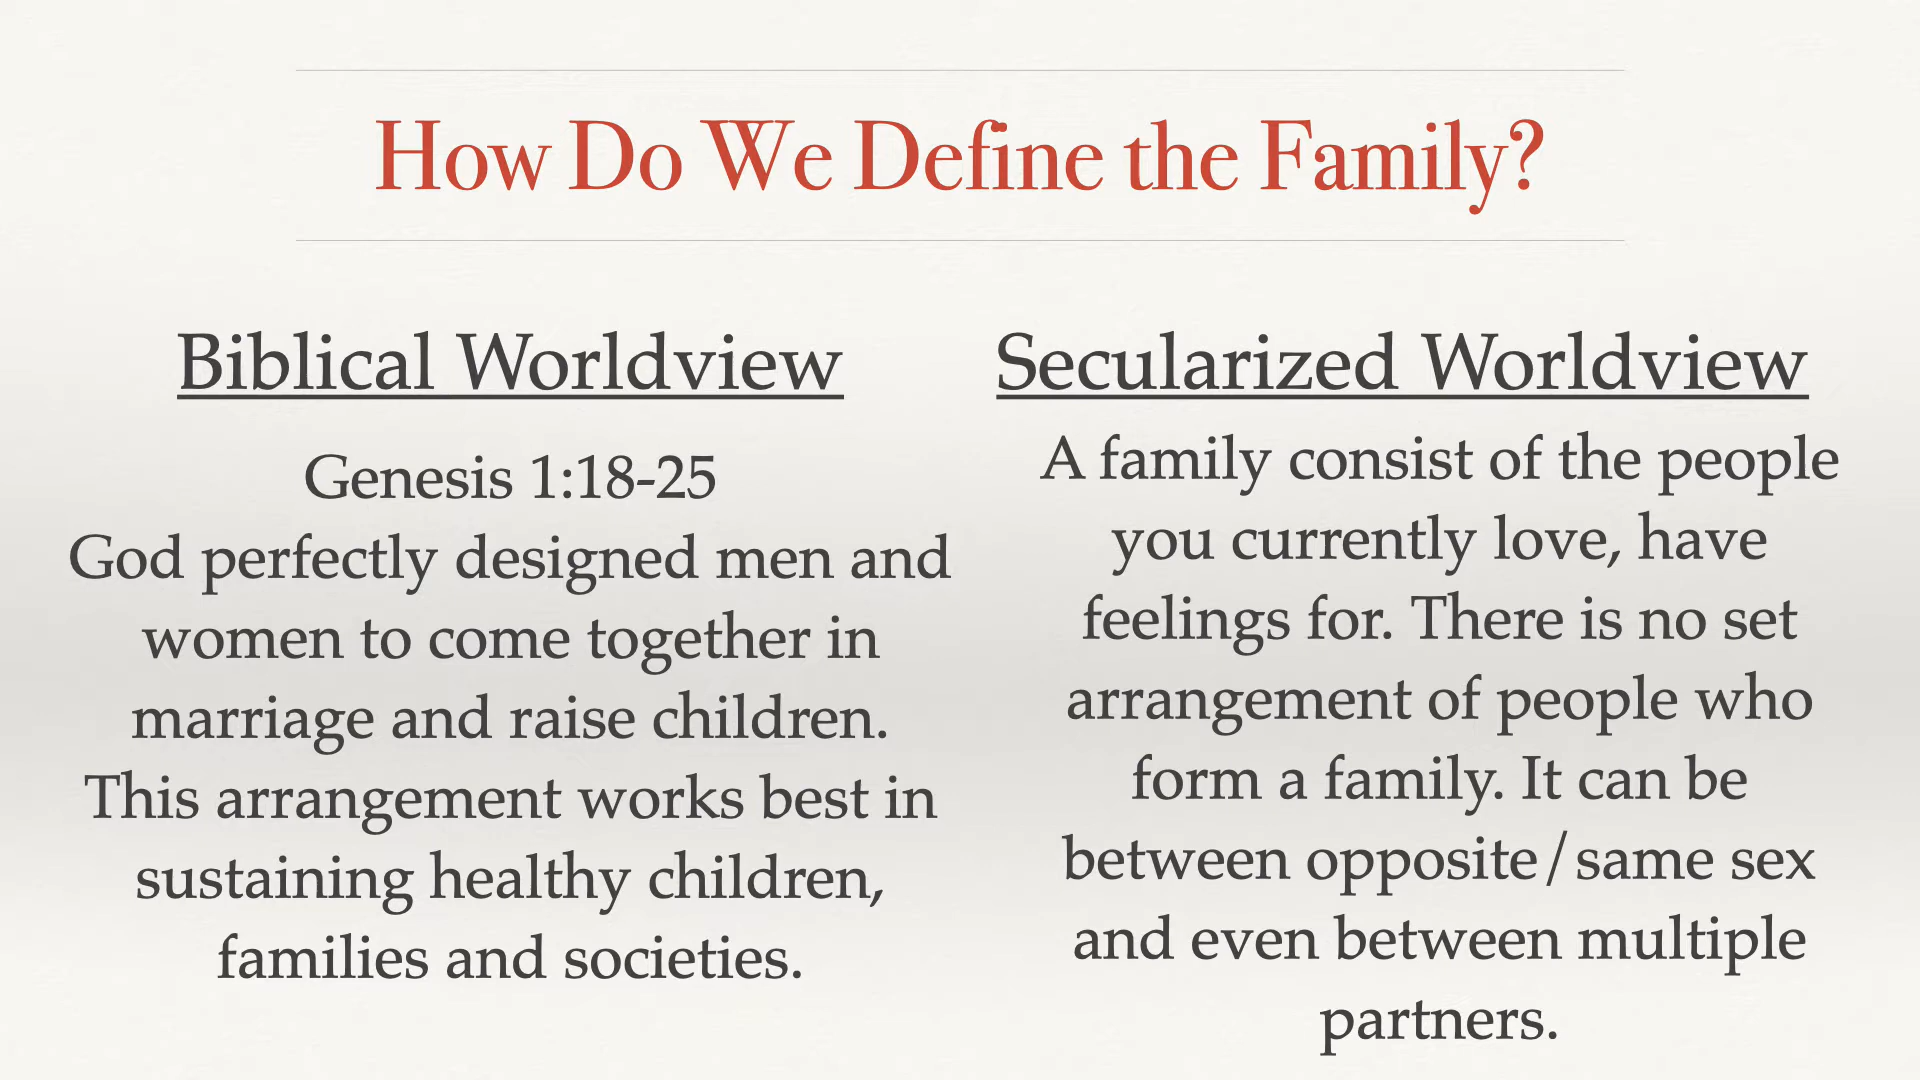 How Do We Define the Family?
Biblical Worldview
Genesis 1:18-25
God perfectly designed men and
women to come together in
marriage and raise children.
This arrangement works best in
sustaining healthy children,
families and societies.
Secularized Worldview
A family consist of the people
you currently love, have
feelings for. There is no set
arrangement of people who
form a family. It can be
between opposite/same sex
and even between multiple
partners.